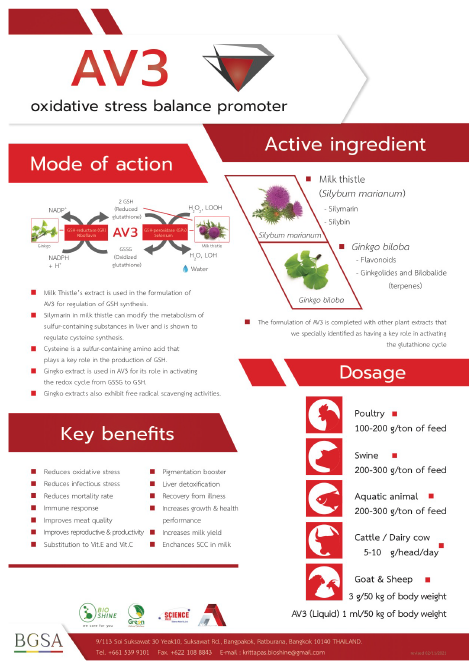 AV3
oxidative stress balance promoter
Mode of action
NADP⁺
2 GSH
(Reduced
glutathione)
H₂O₂, LOOH
GSH-reductase (GR)
Riboflavin
AV3
GSH-peroxidase (GPx)
Selenium
Ginkgo
Milk thistle
NADPH
+ H⁺
GSSG
(Oxidized
glutathione)
H₂O, LOH
Water
Milk Thistle's extract is used in the formulation of
AV3 for regulation of GSH synthesis.
Silymarin in milk thistle can modify the metabolism of
sulfur-containing substances in liver and is shown to
regulate cysteine synthesis.
Cysteine is a sulfur-containing amino acid that
plays a key role in the production of GSH.
Gingko extract is used in AV3 for its role in activating
the redox cycle from GSSG to GSH.
Gingko extracts also exhibit free radical scavenging activities.
Active ingredient
Milk thistle
(Silybum marianum)
- Silymarin
- Silybin
Silybum marianum
Ginkgo biloba
- Flavonoids
- Ginkgolides and Bilobalide
(terpenes)
Ginkgo biloba
The formulation of AV3 is completed with other plant extracts that
we specially identified as having a key role in activating
the glutathione cycle
Key benefits
Reduces oxidative stress
Reduces infectious stress
Reduces mortality rate
Immune response
Improves meat quality
Improves reproductive & productivity
Substitution to Vit.E and Vit.C
Pigmentation booster
Liver detoxification
Recovery from illness
Increases growth & health
performance
Increases milk yield
Enchances SCC in milk
Dosage
Poultry
100-200 g/ton of feed
Swine
200-300 g/ton of feed
Aquatic animal
200-300 g/ton of feed
Cattle / Dairy cow
5-10 g/head/day
Goat & Sheep
3 g/50 kg of body weight
AV3 (Liquid) 1 ml/50 kg of body weight
BIO
SHINE
we care for you
Green
SCIENCE
BGSA
9/113 Soi Suksawat 30 Yeak10, Suksawat Rd., Bangpakok, Ratburana, Bangkok 10140 THAILAND.
Tel. +661 339 9101 Fax. +622 108 8843 E-mail : krittapas.bioshine@gmail.com